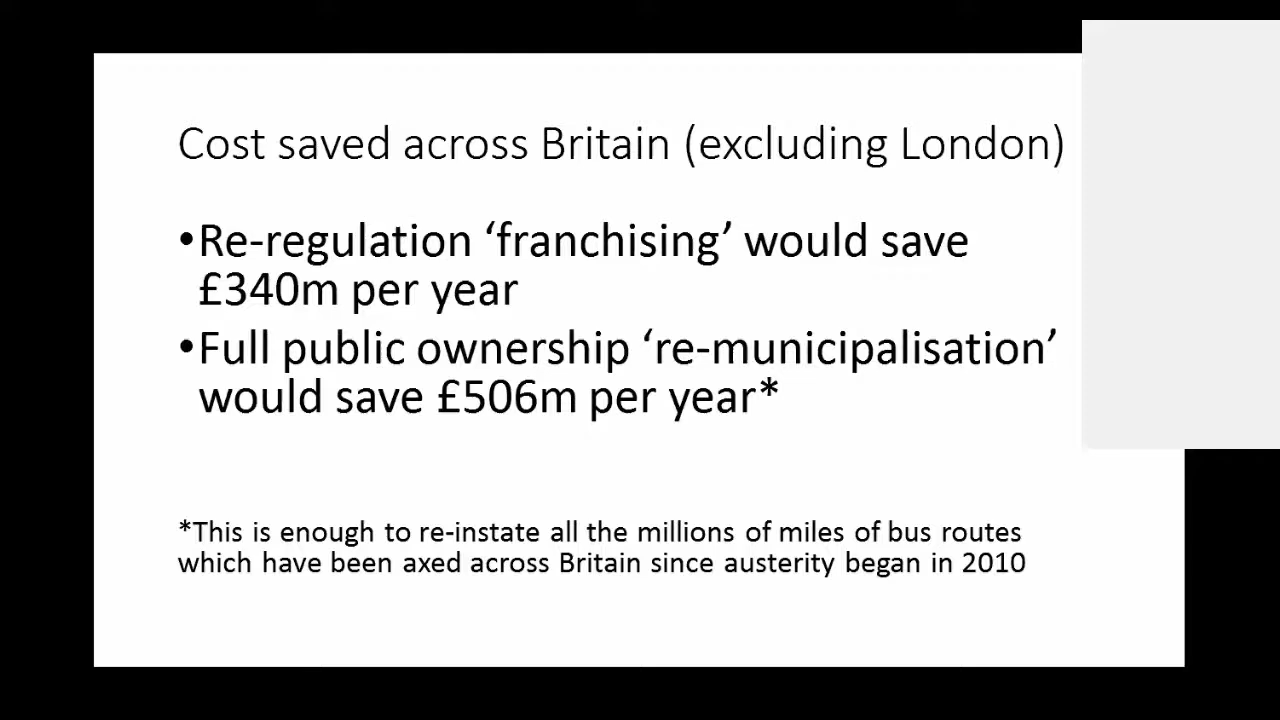 Cost saved across Britain (excluding London)
•Re-regulation ‘franchising’ would save
£340m per year
•Full public ownership ‘re-municipalisation’
would save £506m per year*
*This is enough to re-instate all the millions of miles of bus routes
which have been axed across Britain since austerity began in 2010